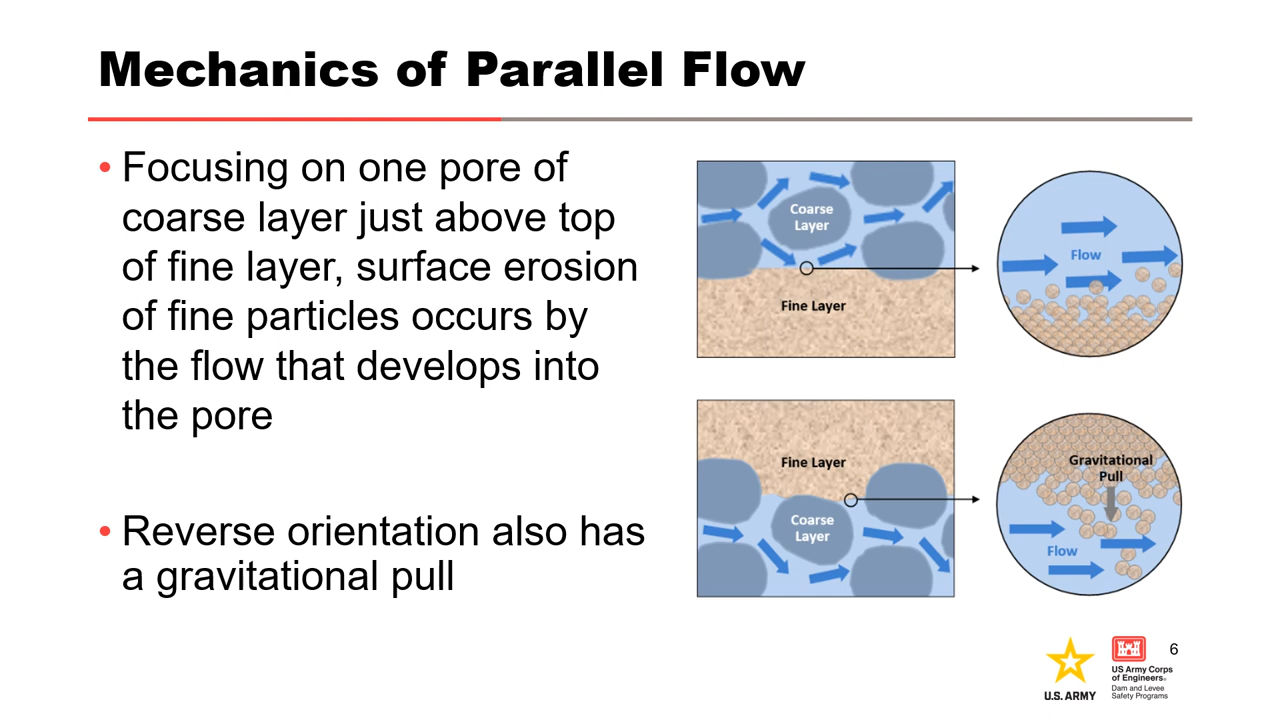 Mechanics of Parallel Flow
• Focusing on one pore of
coarse layer just above top
of fine layer, surface erosion
of fine particles occurs by
the flow that develops into
the pore
• Reverse orientation also has
a gravitational pull
Coarse
Layer
Fine Layer
Flow
Fine Layer
Coarse
Layer
Gravitational
Pull
Flow
U.S. ARMY
US Army Corps
of Engineers®
Dam and Levee
Safety Programs
6